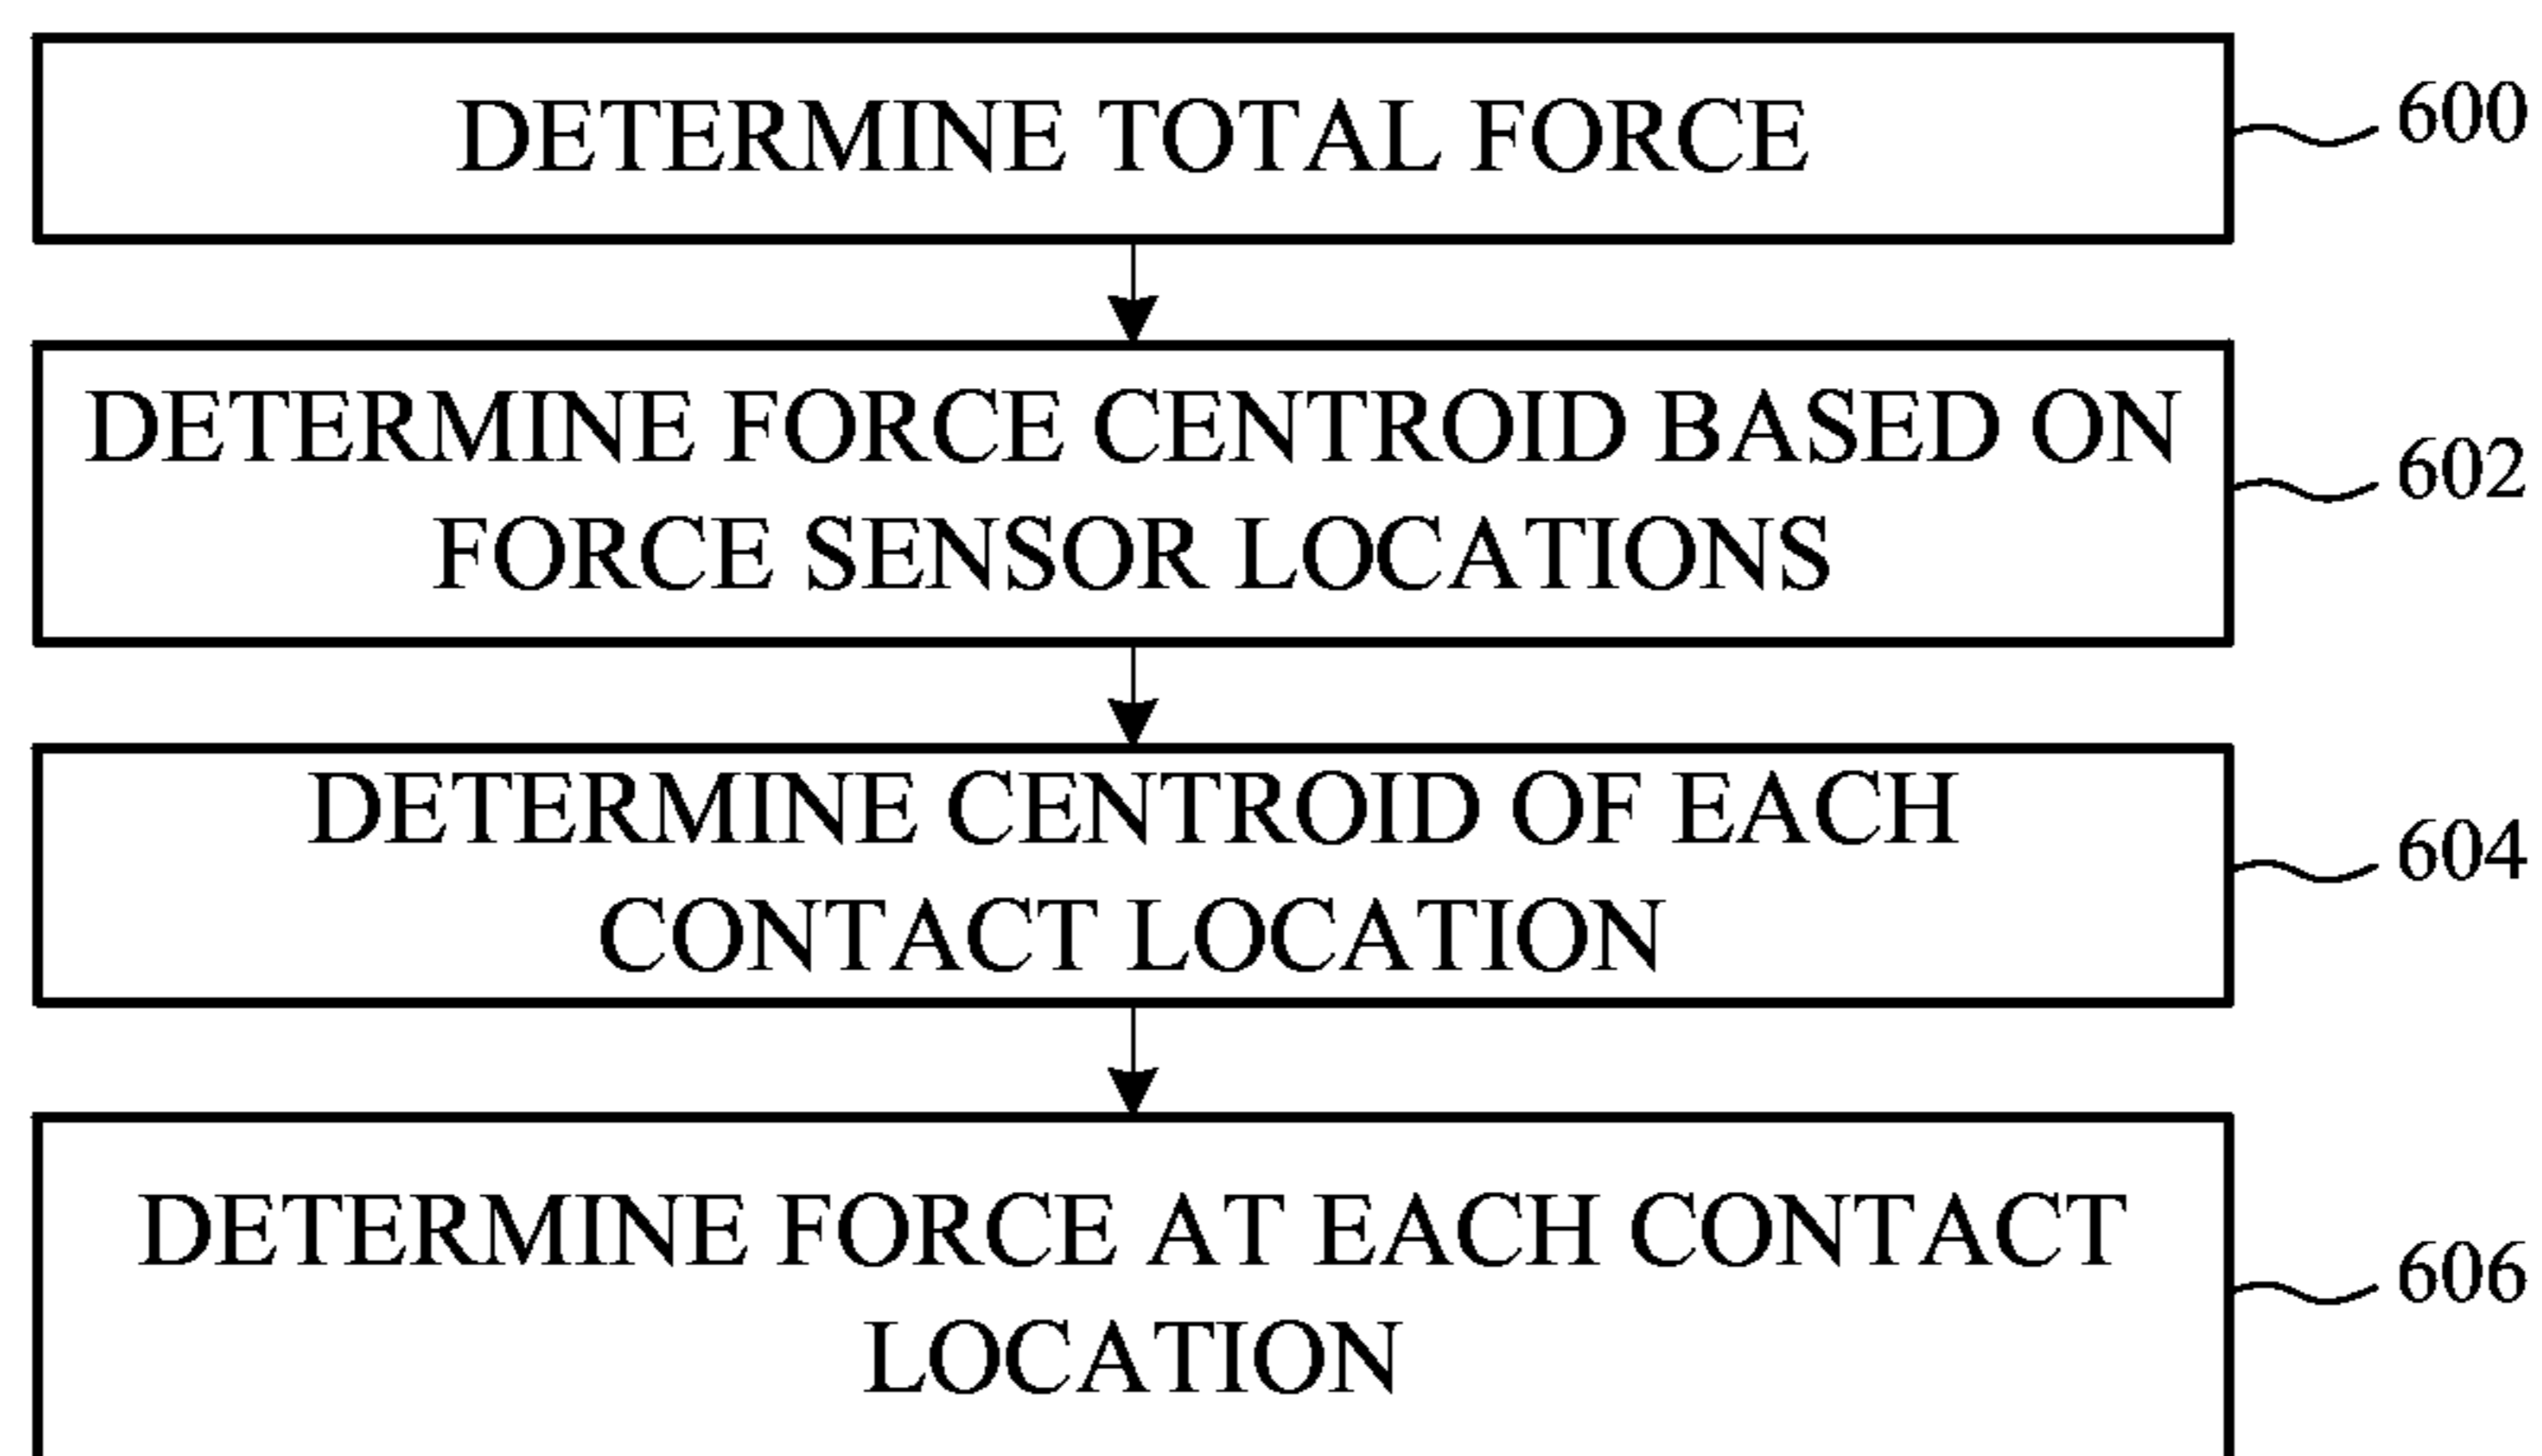 DETERMINE TOTAL FORCE
600
DETERMINE FORCE CENTROID BASED ON
FORCE SENSOR LOCATIONS
602
DETERMINE CENTROID OF EACH
CONTACT LOCATION
604
DETERMINE FORCE AT EACH CONTACT
LOCATION
606